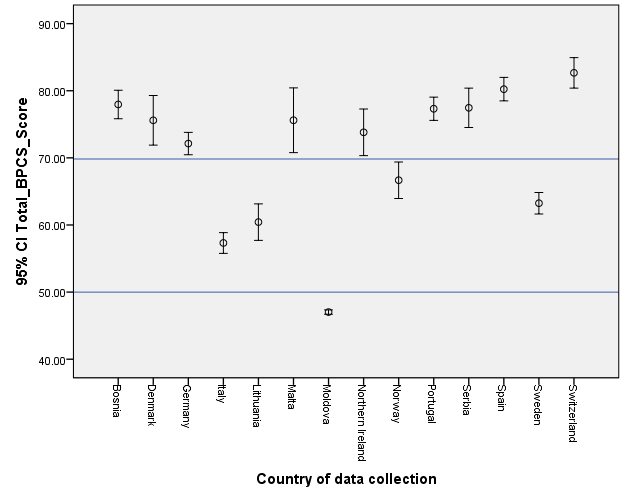 95% CI Total_BPCS_Score
90.00
80.00
70.00
60.00
50.00
40.00
Bosnia
Denmark
Germany
Italy
Lithuania
Malta
Moldova
Northern Ireland
Norway
Portugal
Serbia
Spain
Sweden
Switzerland
Country of data collection